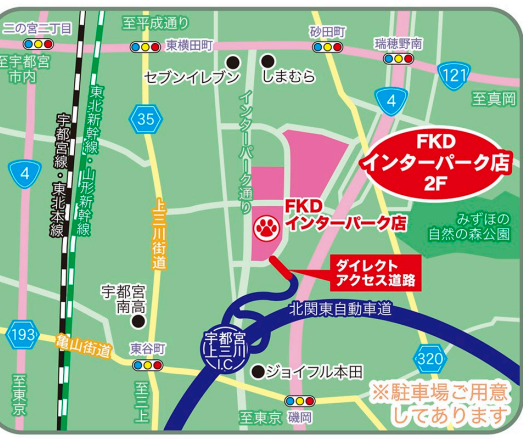 二の宮二丁目
至平成通り
東横田町
砂田町
瑞穂野南
至宇都宮
市内
セブンイレブン
しまむら
121
至真岡
4
35
インターパーク通り
FKD
インターパーク店
2F
東北新幹線・山形新幹線
宇都宮線・東北本線
4
上三川街道
FKD
インターパーク店
みずほの
自然の森公園
ダイレクト
アクセス道路
宇都宮
南高
北関東自動車道
193
亀山街道
東谷町
宇都宮
上三川
I.C.
320
ジョイフル本田
至東京
至三上
至東京
磯岡
※駐車場ご用意
してあります